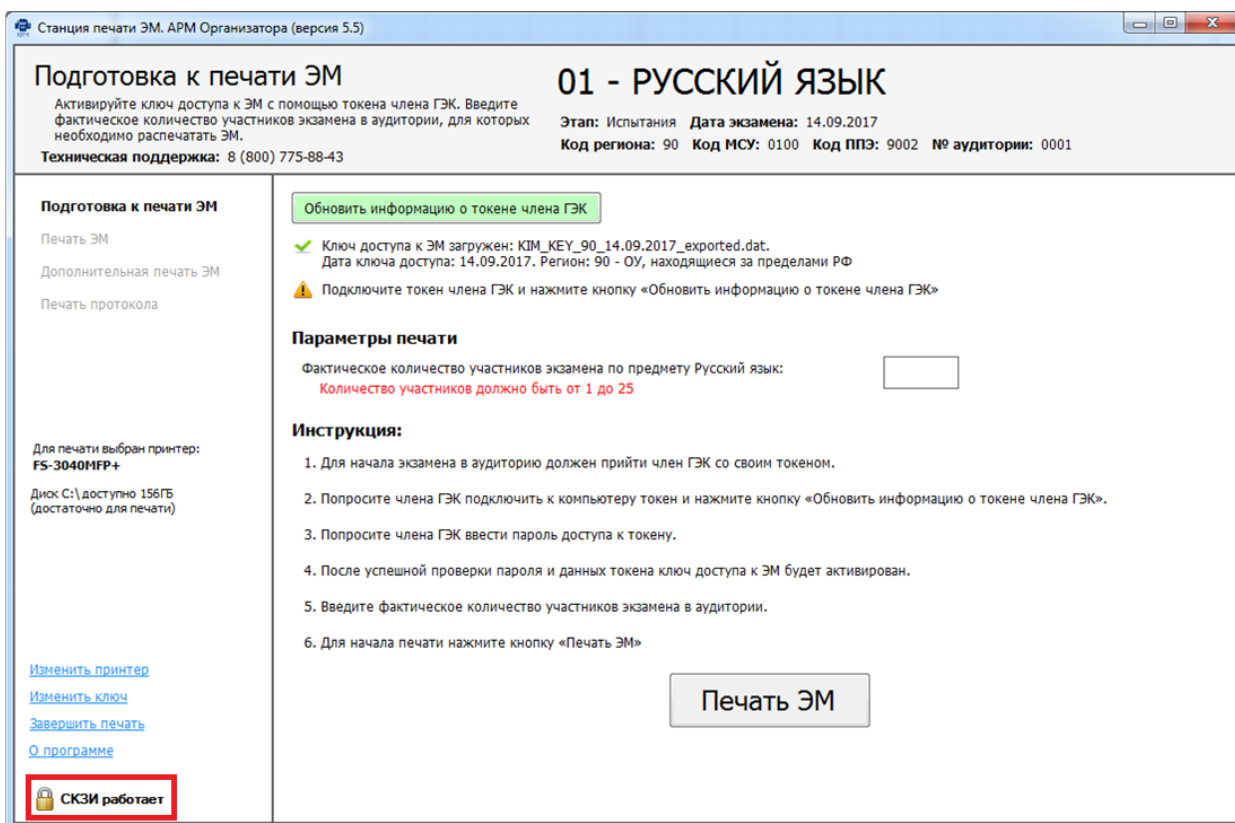 Станция печати ЭМ. АРМ Организатора (версия 5.5)
Подготовка к печати ЭМ
Активируйте ключ доступа к ЭМ с помощью токена члена ГЭК. Введите
фактическое количество участников экзамена в аудитории, для которых
необходимо распечатать ЭМ.
Техническая поддержка: 8 (800) 775-88-43
01 - РУССКИЙ ЯЗЫК
Этап: Испытания Дата экзамена: 14.09.2017
Код региона: 90 Код МСУ: 0100 Код ППЭ: 9002 № аудитории: 0001
Подготовка к печати ЭМ
Печать ЭМ
Дополнительная печать ЭМ
Печать протокола
Для печати выбран принтер:
FS-3040MFP+
Диск C:\ доступно 156ГБ
(достаточно для печати)
Изменить принтер
Изменить ключ
Завершить печать
О программе
СКЗИ работает
Обновить информацию о токене члена ГЭК
Ключ доступа к ЭМ загружен: KIM_KEY_90_14.09.2017_exported.dat.
Дата ключа доступа: 14.09.2017. Регион: 90 - ОУ, находящиеся за пределами РФ
Подключите токен члена ГЭК и нажмите кнопку «Обновить информацию о токене члена ГЭК»
Параметры печати
Фактическое количество участников экзамена по предмету Русский язык:
Количество участников должно быть от 1 до 25
Инструкция:
1. Для начала экзамена в аудиторию должен прийти член ГЭК со своим токеном.
2. Попросите члена ГЭК подключить к компьютеру токен и нажмите кнопку «Обновить информацию о токене члена ГЭК».
3. Попросите члена ГЭК ввести пароль доступа к токену.
4. После успешной проверки пароля и данных токена ключ доступа к ЭМ будет активирован.
5. Введите фактическое количество участников экзамена в аудитории.
6. Для начала печати нажмите кнопку «Печать ЭМ»
Печать ЭМ